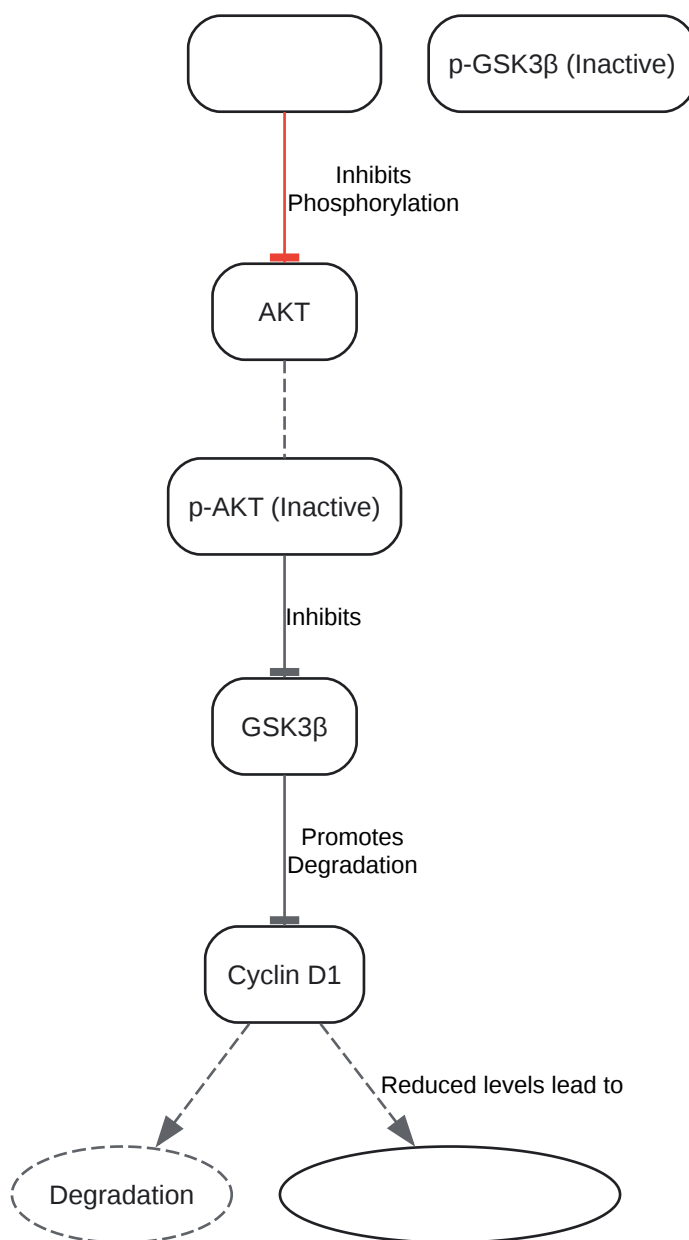 p-GSK3β (Inactive)
Inhibits
Phosphorylation
AKT
p-AKT (Inactive)
Inhibits
GSK3β
Promotes
Degradation
Cyclin D1
Reduced levels lead to
Degradation